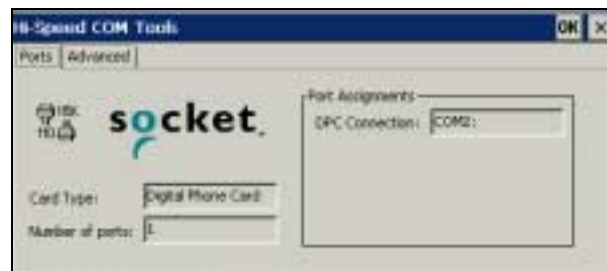 Hi-Speed COM Tools OK ×
Ports Advanced
socket.
Port Assignments
DPC Connection: COM2:
Card Type: Digital Phone Card
Number of ports: 1